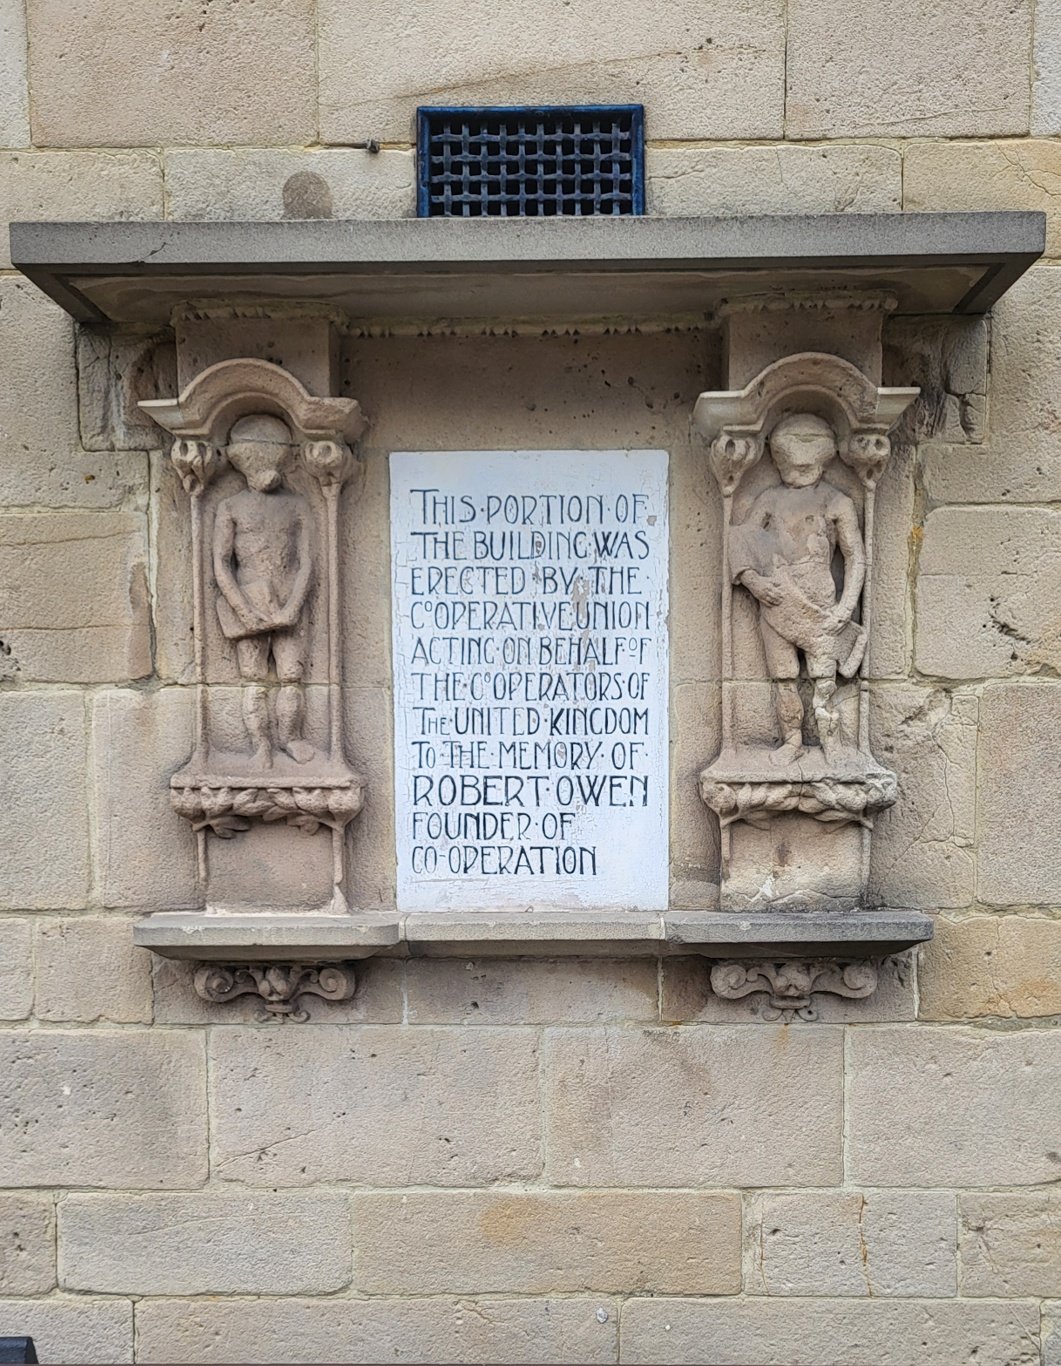 THIS·PORTION·OF
THE·BUILDING·WAS
ERECTED·BY·THE
COOPERATIVE·UNION
ACTING·ON·BEHALF·OF
THE·COOPERATORS·OF
THE·UNITED·KINGDOM
TO·THE·MEMORY·OF
ROBERT·OWEN
FOUNDER·OF
CO-OPERATION